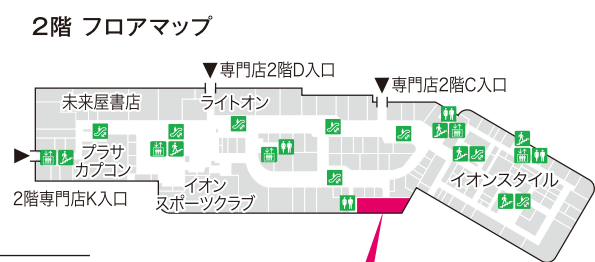 2階 フロアマップ
専門店2階D入口
専門店2階C入口
未来屋書店
ライトオン
プラサ
カプコン
イオン
スポーツクラブ
イオンスタイル
2階専門店K入口